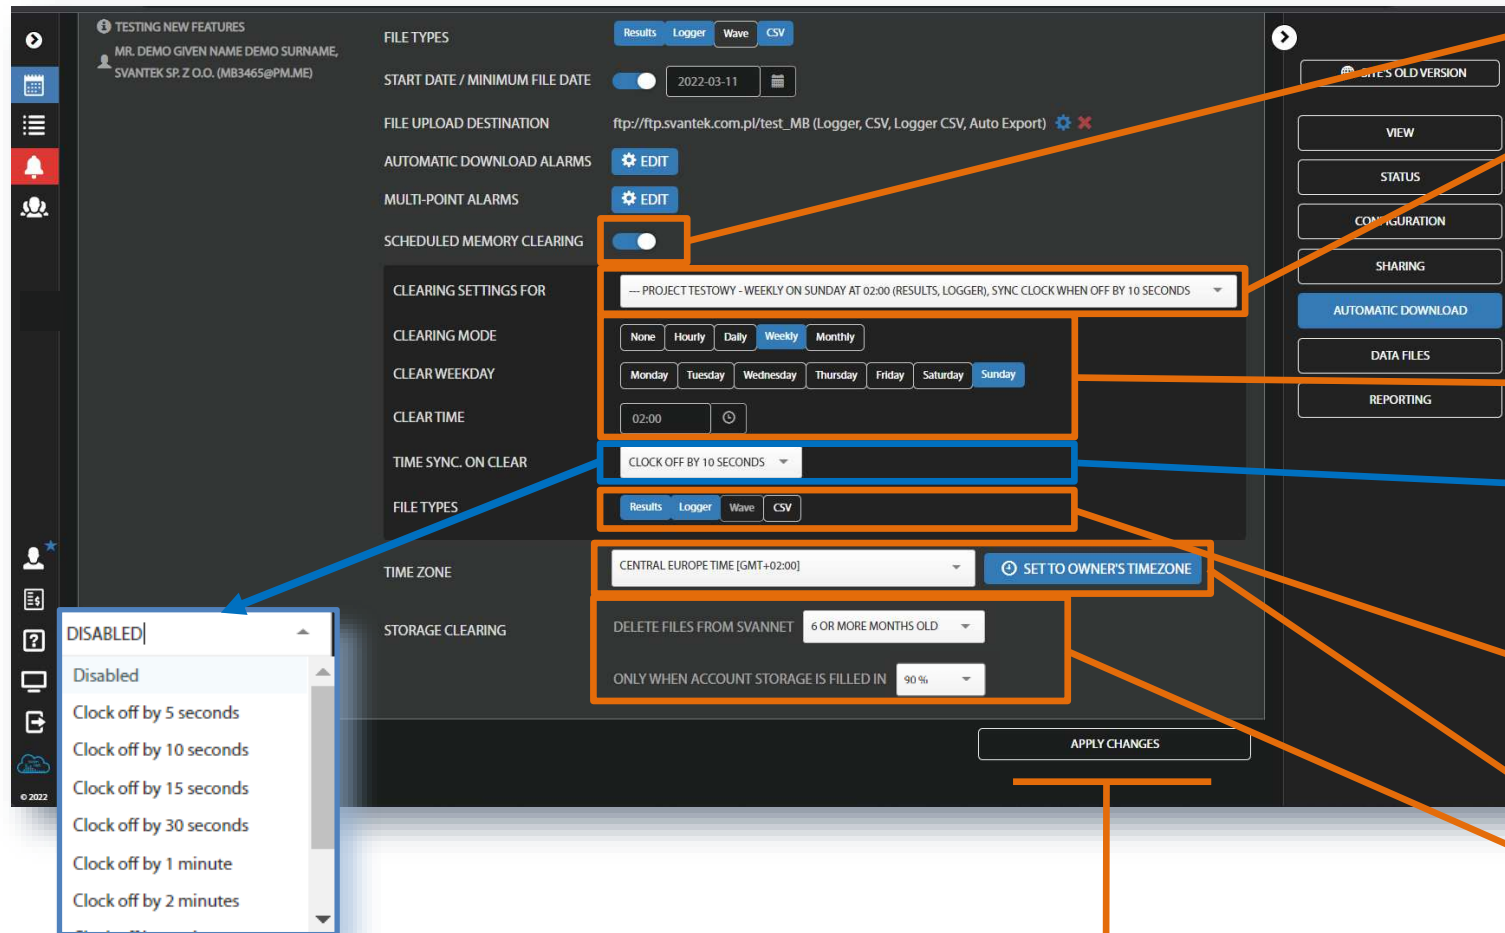 TESTING NEW FEATURES
MR. DEMO GIVEN NAME DEMO SURNAME,
SVANTEK SP. Z O.O. (MB3465@PM.ME)
FILE TYPES
Results Logger Wave CSV
START DATE / MINIMUM FILE DATE
2022-03-11
FILE UPLOAD DESTINATION
ftp://ftp.svantek.com.pl/test_MB (Logger, CSV, Logger CSV, Auto Export)
AUTOMATIC DOWNLOAD ALARMS
EDIT
MULTI-POINT ALARMS
EDIT
SCHEDULED MEMORY CLEARING
CLEARING SETTINGS FOR
--- PROJECT TESTOWY - WEEKLY ON SUNDAY AT 02:00 (RESULTS, LOGGER), SYNC CLOCK WHEN OFF BY 10 SECONDS
CLEARING MODE
None Hourly Daily Weekly Monthly
CLEAR WEEKDAY
Monday Tuesday Wednesday Thursday Friday Saturday Sunday
CLEAR TIME
02:00
TIME SYNC. ON CLEAR
CLOCK OFF BY 10 SECONDS
FILE TYPES
Results Logger Wave CSV
TIME ZONE
CENTRAL EUROPE TIME [GMT+02:00]
SET TO OWNER'S TIMEZONE
STORAGE CLEARING
DELETE FILES FROM SVANNET 6 OR MORE MONTHS OLD
ONLY WHEN ACCOUNT STORAGE IS FILLED IN 90 %
APPLY CHANGES
SITE'S OLD VERSION
VIEW
STATUS
CONFIGURATION
SHARING
AUTOMATIC DOWNLOAD
DATA FILES
REPORTING
© 2022
DISABLED
Disabled
Clock off by 5 seconds
Clock off by 10 seconds
Clock off by 15 seconds
Clock off by 30 seconds
Clock off by 1 minute
Clock off by 2 minutes